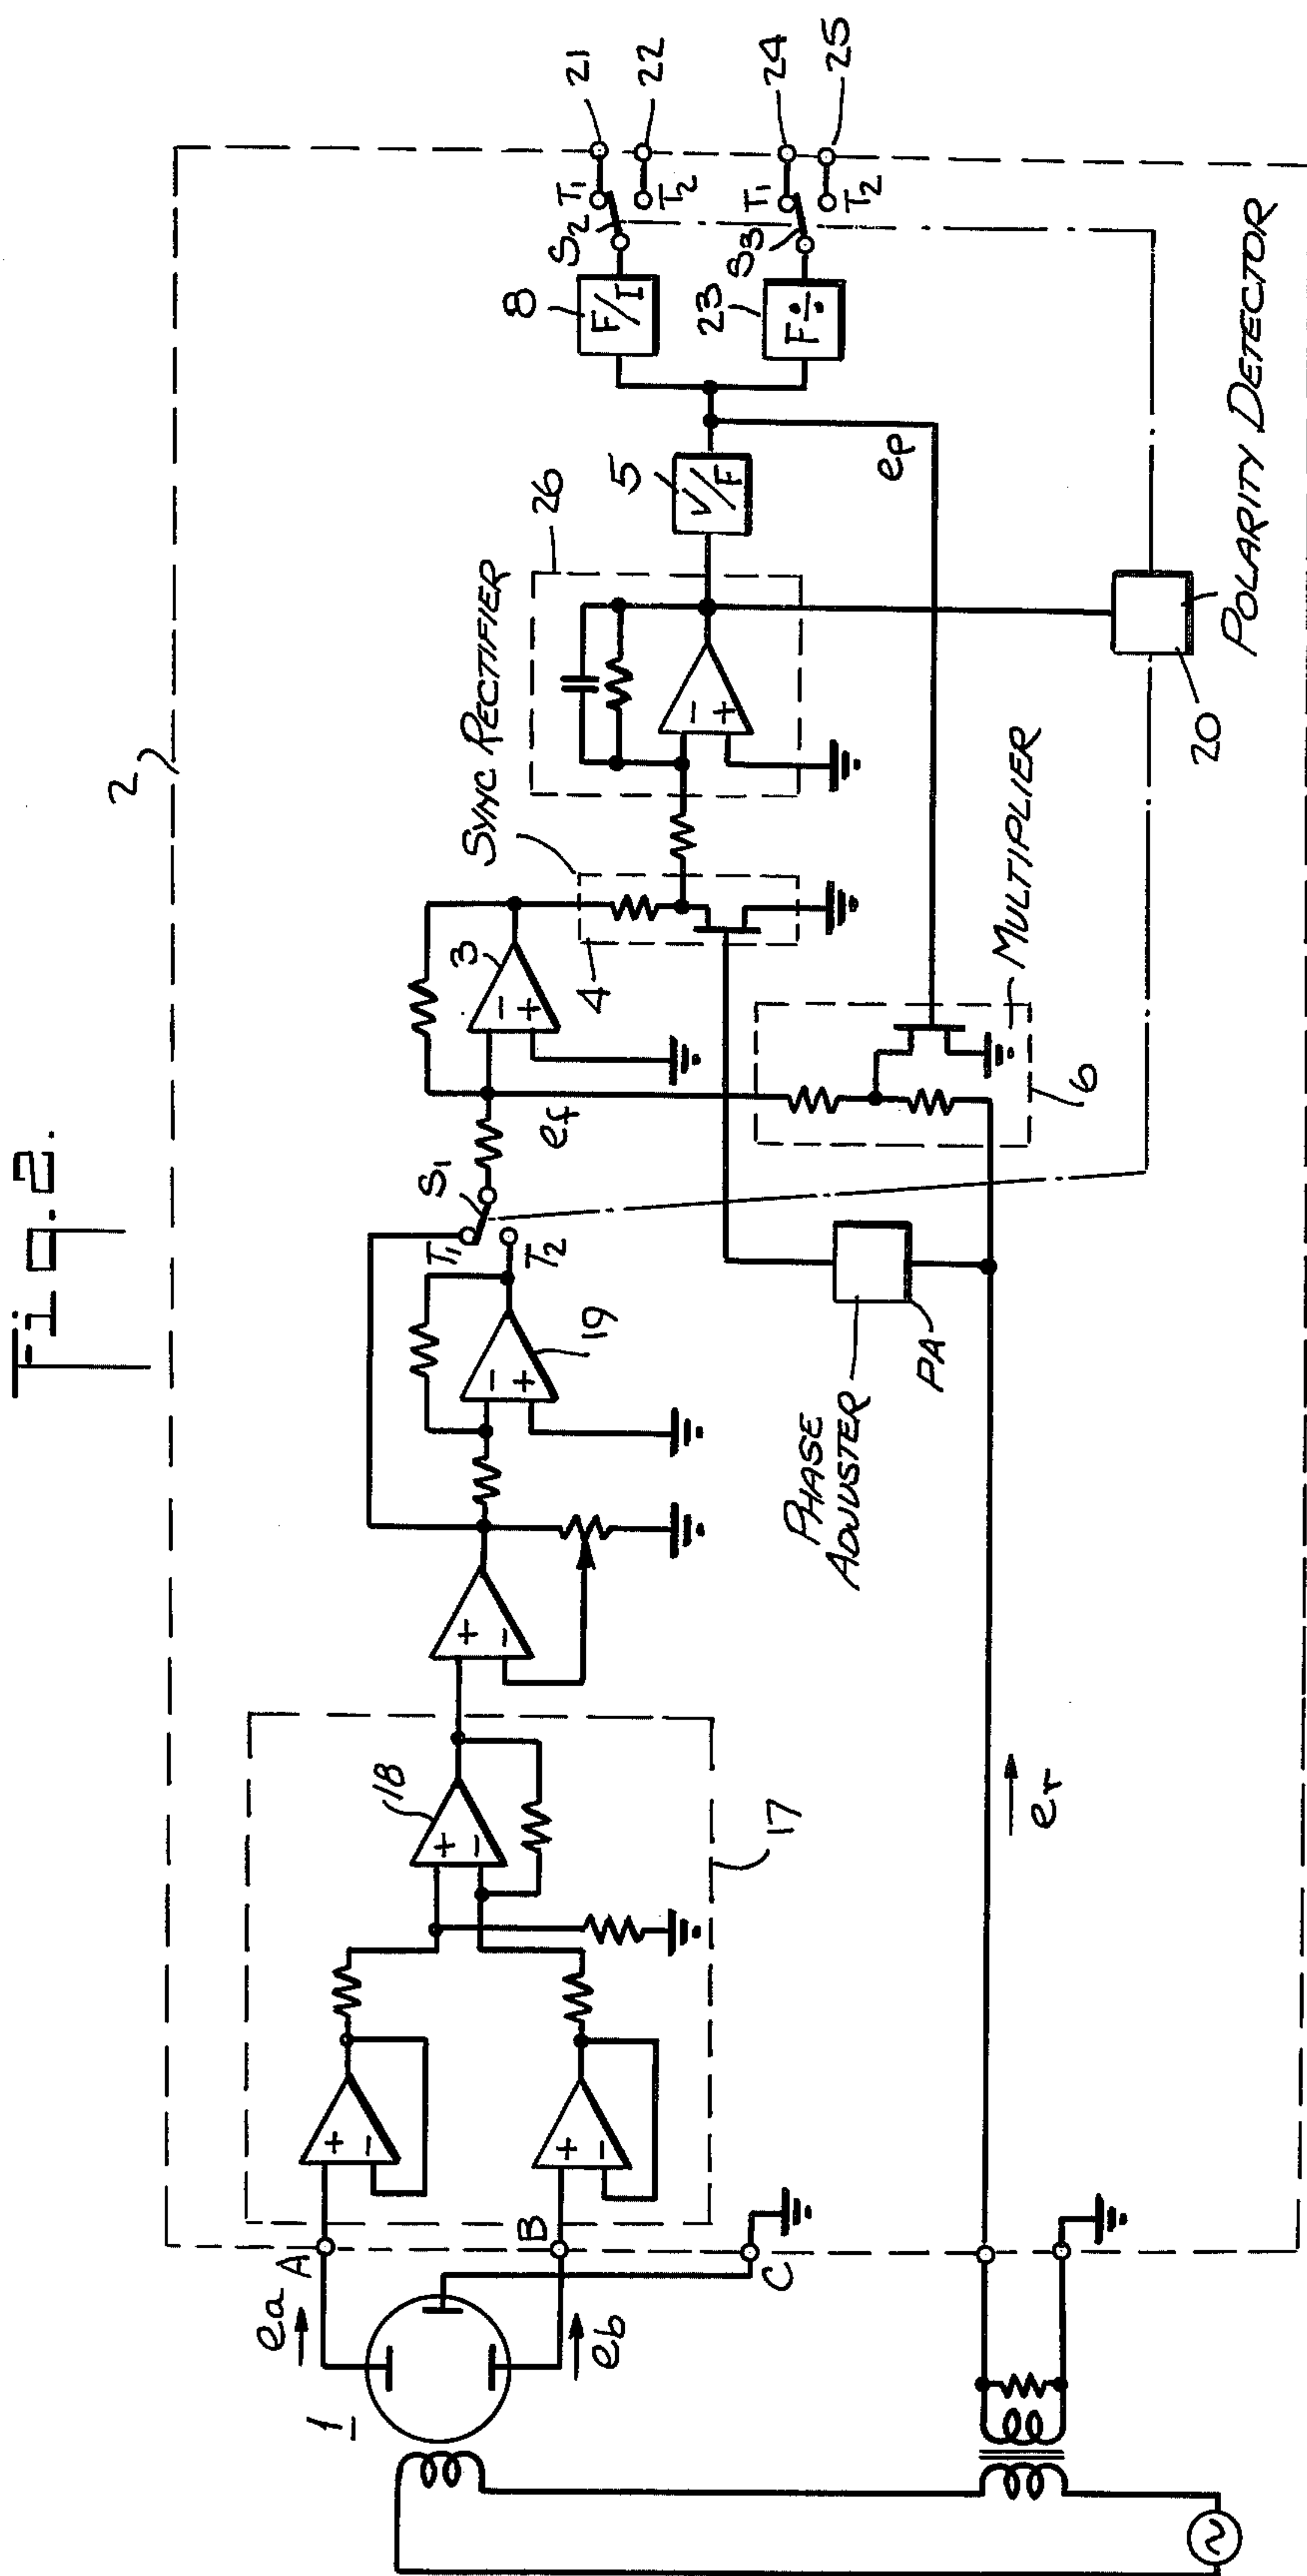 Fig. 2.
2
1
ea
A
eb
B
C
17
18
+
−
+
−
+
−
+
−
19
−
+
T1
T2
S1
ef
3
−
+
4
SYNC RECTIFIER
26
−
+
5
V/F
eP
8
F/I
23
F÷
S2
T1
T2
S3
T1
T2
21
22
24
25
PHASE
ADJUSTER
PA
MULTIPLIER
6
er
20
POLARITY DETECTOR